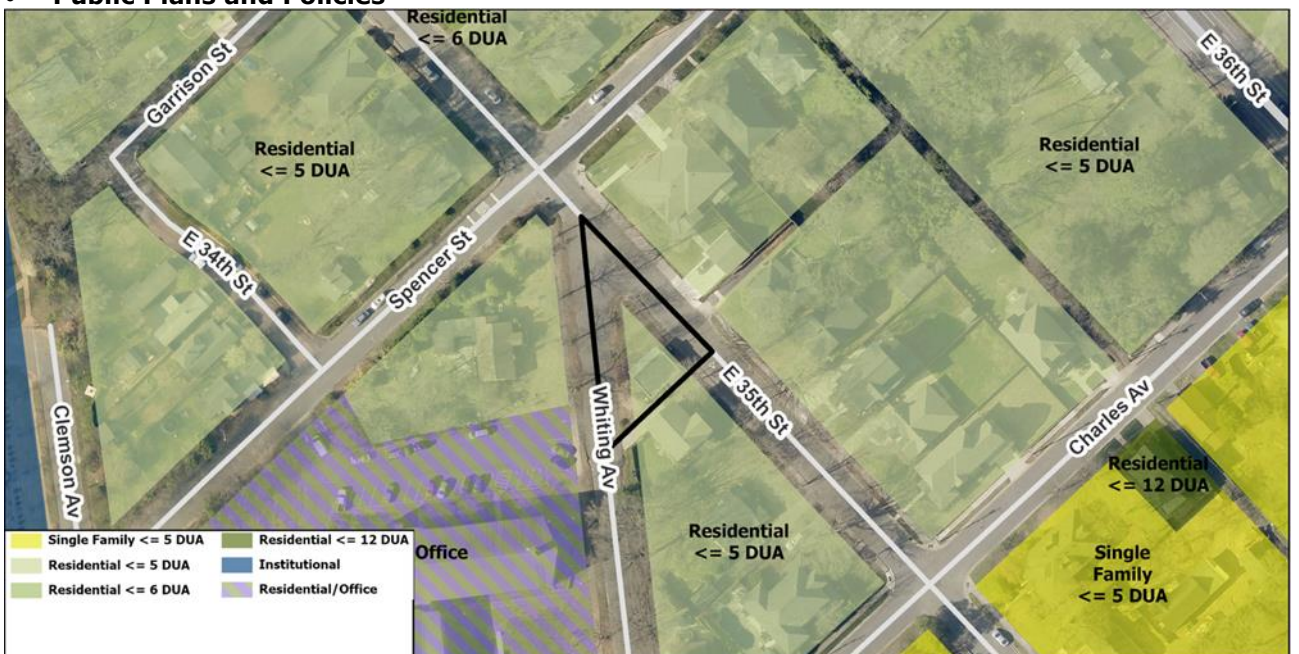 • Public Plans and Policies
Residential
<= 6 DUA
Garrison St
E 36th St
Residential
<= 5 DUA
Residential
<= 5 DUA
E 34th St
Spencer St
E 35th St
Clemson Av
Whiting Av
Charles Av
Residential
<= 12 DUA
Residential
<= 5 DUA
Single
Family
<= 5 DUA
Office
Single Family <= 5 DUA
Residential <= 5 DUA
Residential <= 6 DUA
Residential <= 12 DUA
Institutional
Residential/Office